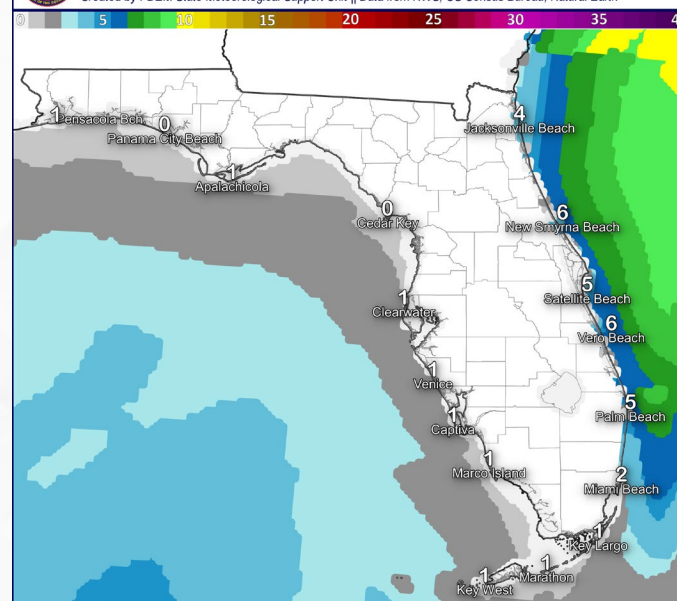 Created by FDEM State Meteorological Support Unit || Data from NWS, US Census Bureau, Natural Earth
0 5 10 15 20 25 30 35 4
1
Pensacola Bch.
0
Panama City Beach
1
Apalachicola
0
Cedar Key
1
Clearwater
1
Venice
1
Captiva
1
Marco Island
4
Jacksonville Beach
6
New Smyrna Beach
5
Satellite Beach
6
Vero Beach
5
Palm Beach
2
Miami Beach
1
Key Largo
1
Marathon
1
Key West